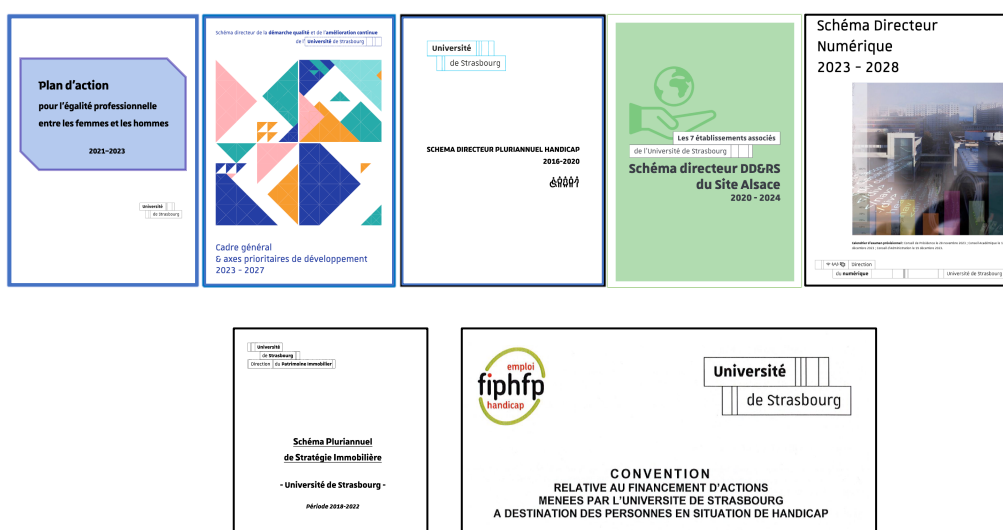 Plan d'action
pour l'égalité professionnelle
entre les femmes et les hommes
2021-2023
Université
de Strasbourg
Schéma directeur de la démarche qualité et de l'amélioration continue
de l' Université de Strasbourg
Cadre général
& axes prioritaires de développement
2023 - 2027
Université
de Strasbourg
SCHEMA DIRECTEUR PLURIANNUEL HANDICAP
2016-2020
Les 7 établissements associés
de l'Université de Strasbourg
Schéma directeur DD&RS
du Site Alsace
2020 - 2024
Schéma Directeur
Numérique
2023 - 2028
Direction
du numérique
Université de Strasbourg
Université
de Strasbourg
Direction du Patrimoine Immobilier
Schéma Pluriannuel
de Stratégie Immobilière
- Université de Strasbourg -
Période 2018-2022
emploi
fiphfp
handicap
Université
de Strasbourg
CONVENTION
RELATIVE AU FINANCEMENT D'ACTIONS
MENEES PAR L'UNIVERSITE DE STRASBOURG
A DESTINATION DES PERSONNES EN SITUATION DE HANDICAP